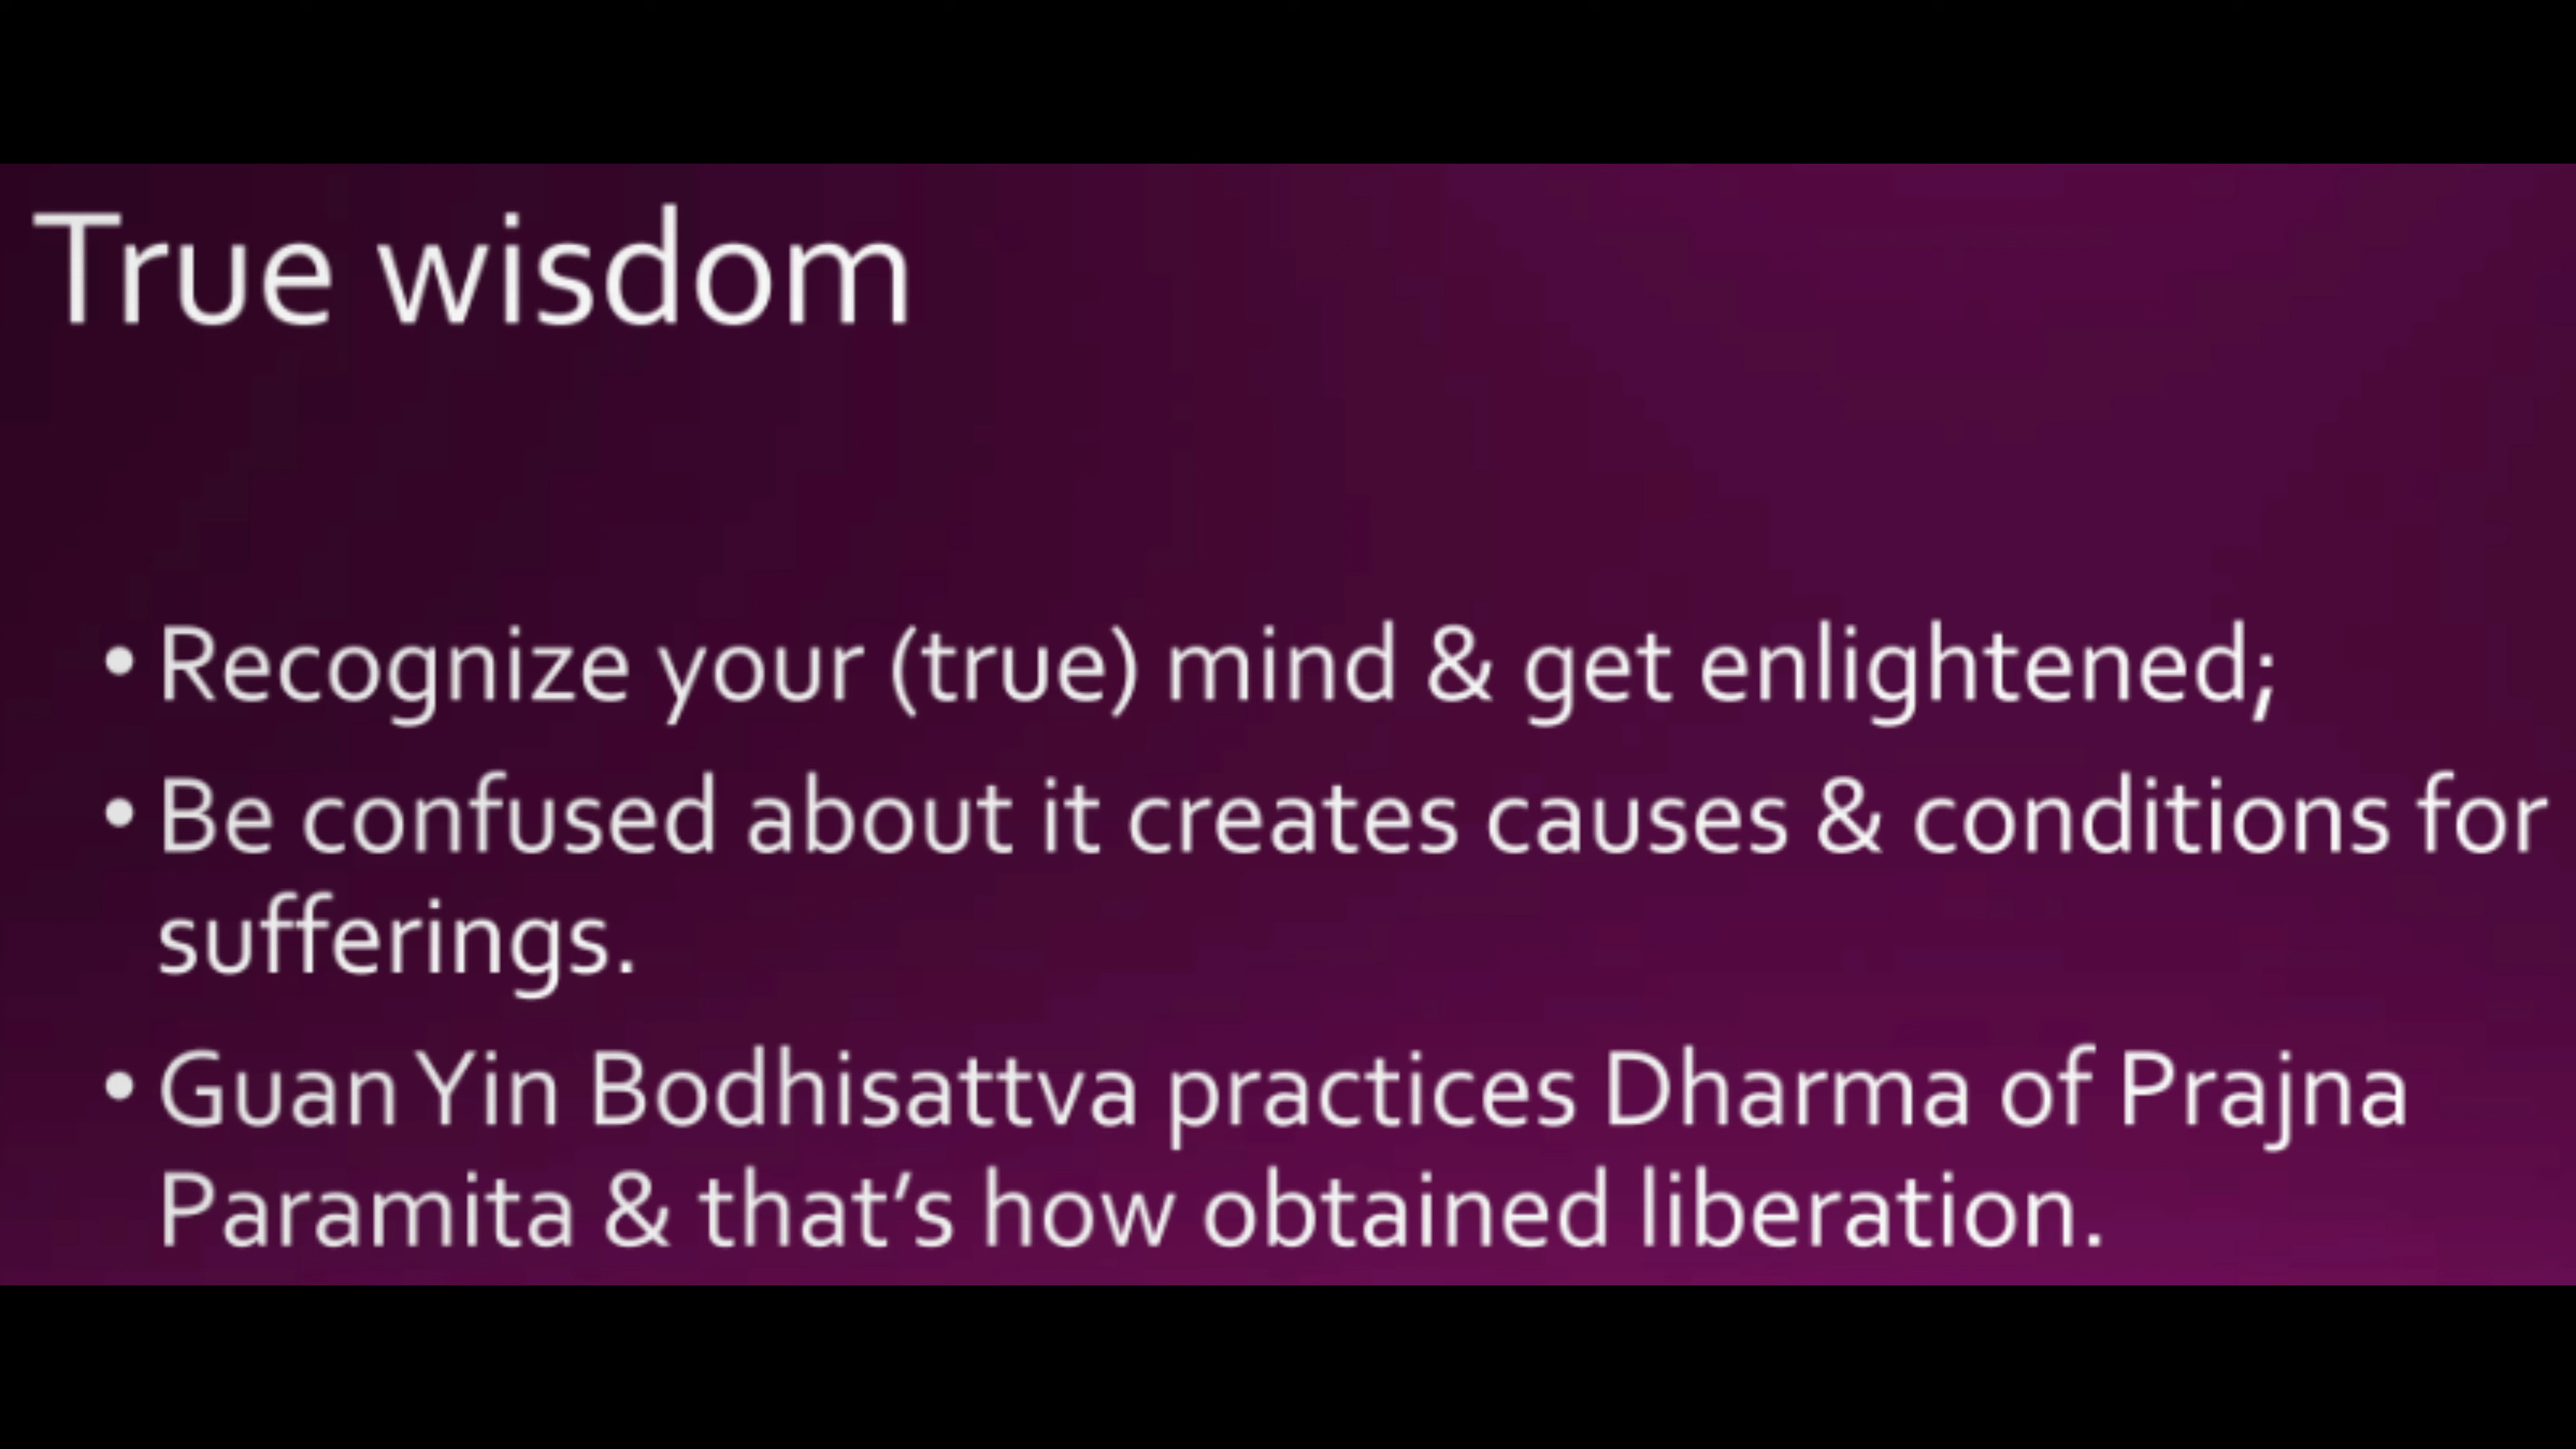 True wisdom
• Recognize your (true) mind & get enlightened;
• Be confused about it creates causes & conditions for
sufferings.
• Guan Yin Bodhisattva practices Dharma of Prajna
Paramita & that’s how obtained liberation.